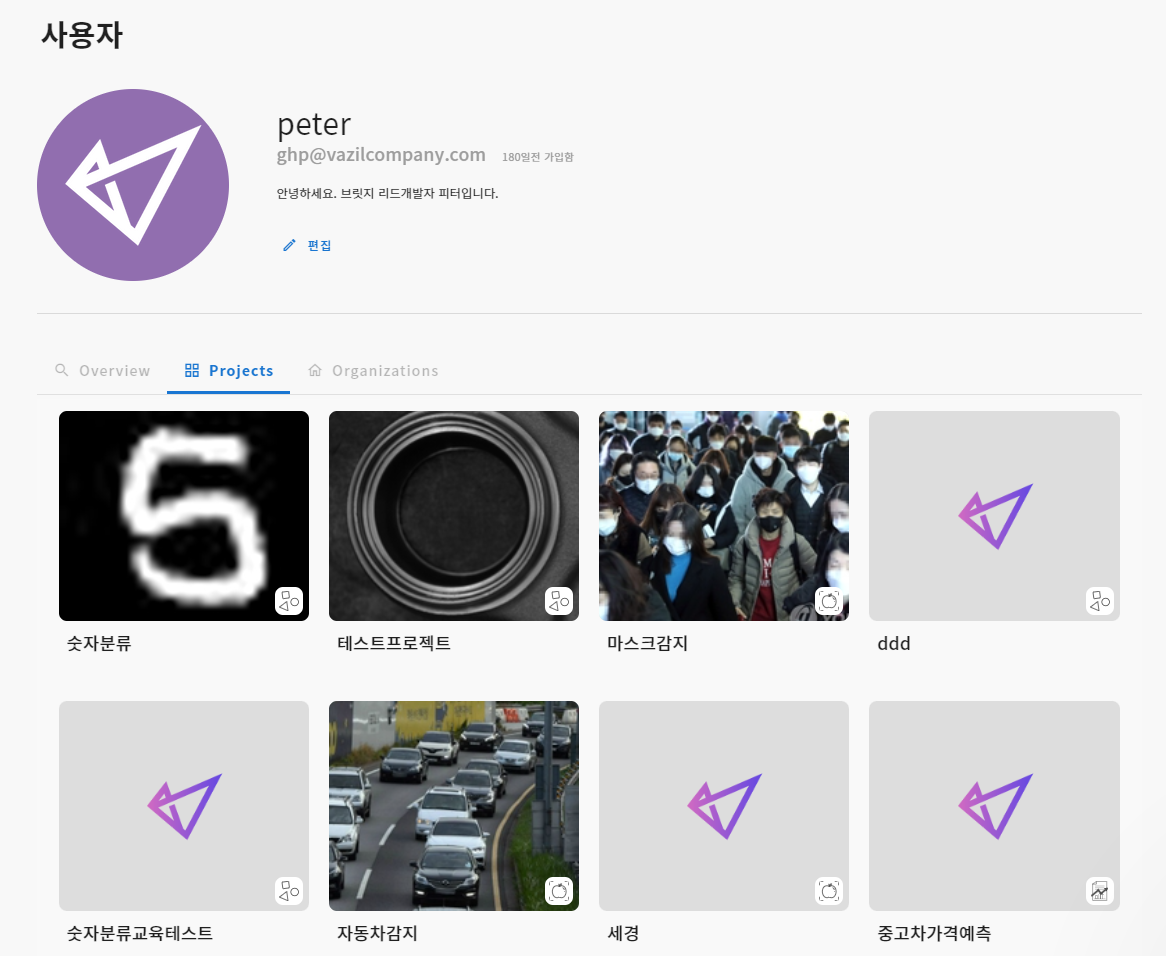 사용자
peter
ghp@vazilcompany.com 180일전 가입함
안녕하세요. 브릿지 리드개발자 피터입니다.
편집
Overview Projects Organizations
5
숫자분류 테스트프로젝트 마스크감지 ddd
숫자분류교육테스트 자동차감지 세경 중고차가격예측